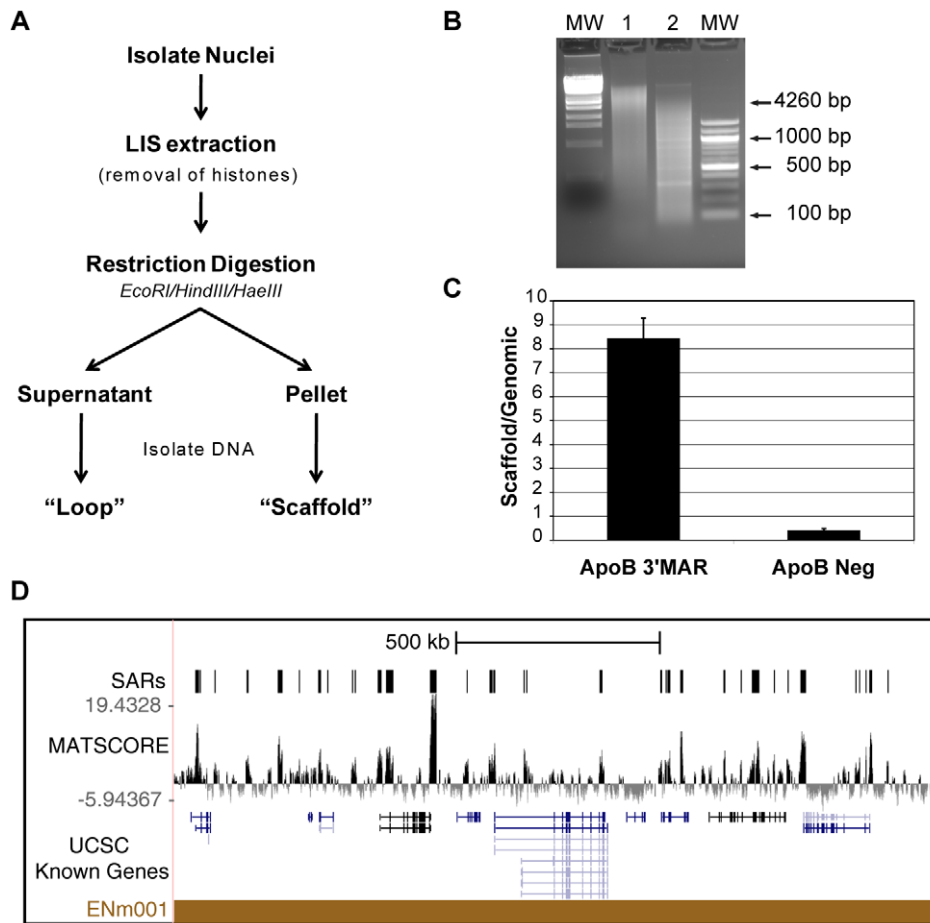 A
Isolate Nuclei
LIS extraction
(removal of histones)
Restriction Digestion
EcoRI/HindIII/HaeIII
Supernatant
Pellet
Isolate DNA
“Loop”
“Scaffold”
B
MW 1 2 MW
4260 bp
1000 bp
500 bp
100 bp
C
Scaffold/Genomic
10
9
8
7
6
5
4
3
2
1
0
ApoB 3'MAR
ApoB Neg
D
500 kb
SARs
19.4328
MATSCORE
-5.94367
UCSC
Known Genes
ENm001